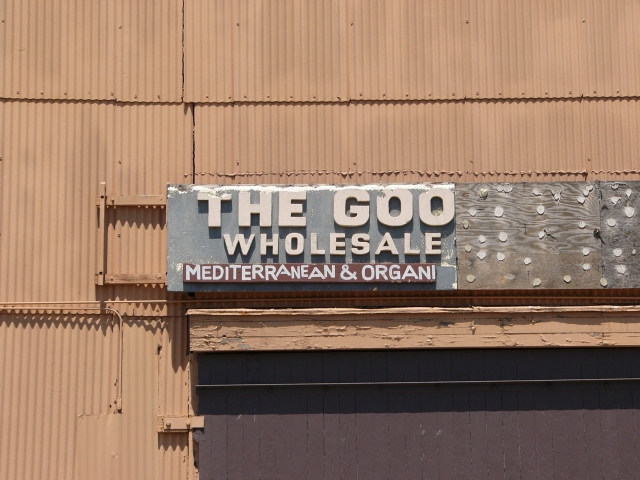 THE GOO
WHOLESALE
MEDITERRANEAN & ORGANI